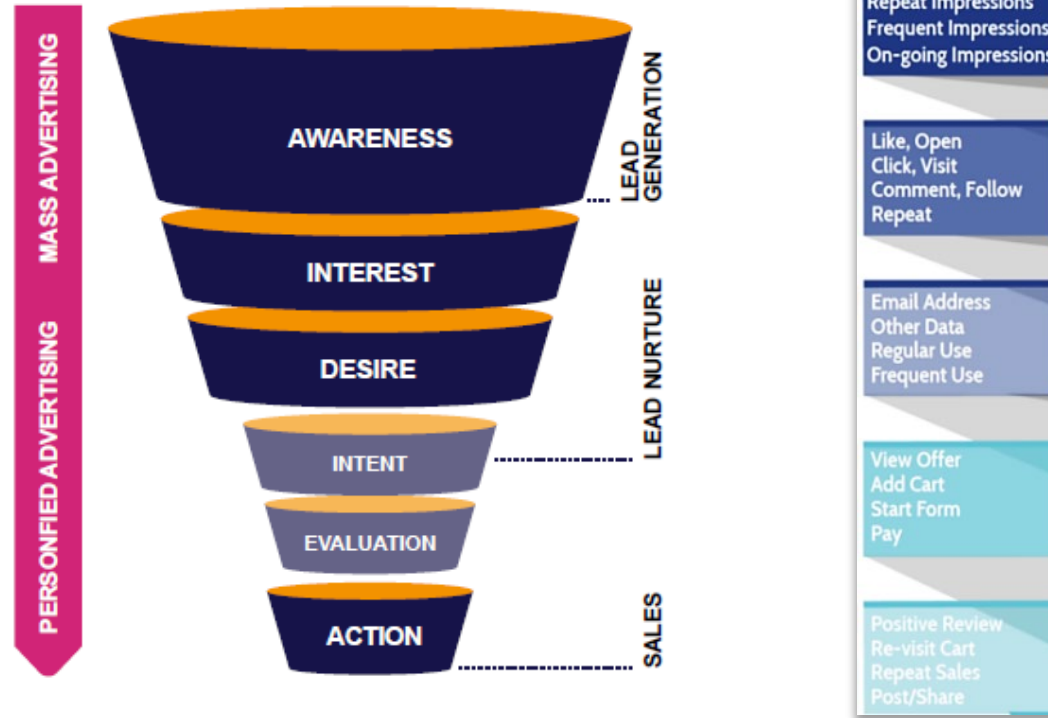 MASS ADVERTISING
PERSONFIED ADVERTISING
AWARENESS
INTEREST
DESIRE
INTENT
EVALUATION
ACTION
LEAD
GENERATION
LEAD NURTURE
SALES
Repeat Impressions
Frequent Impressions
On-going Impressions
Like, Open
Click, Visit
Comment, Follow
Repeat
Email Address
Other Data
Regular Use
Frequent Use
View Offer
Add Cart
Start Form
Pay
Positive Review
Re-visit Cart
Repeat Sales
Post/Share